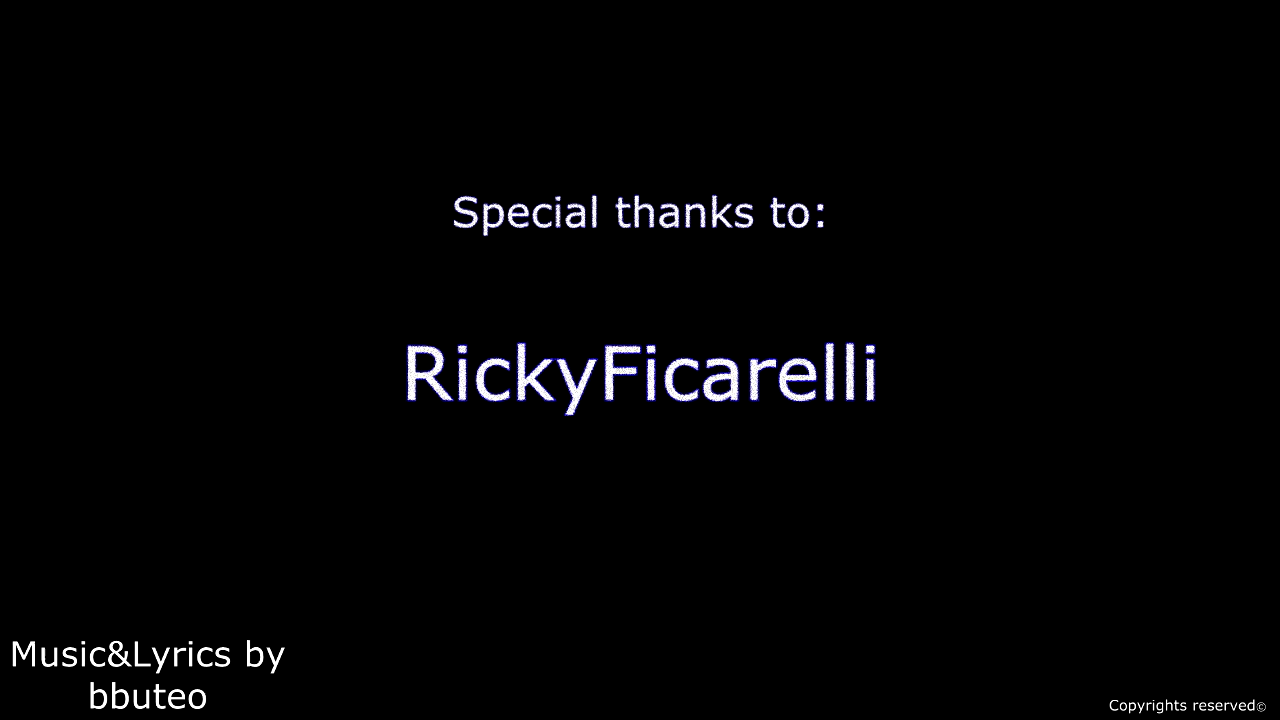 Special thanks to:
RickyFicarelli
Music&Lyrics by
bbuteo
Copyrights reserved©